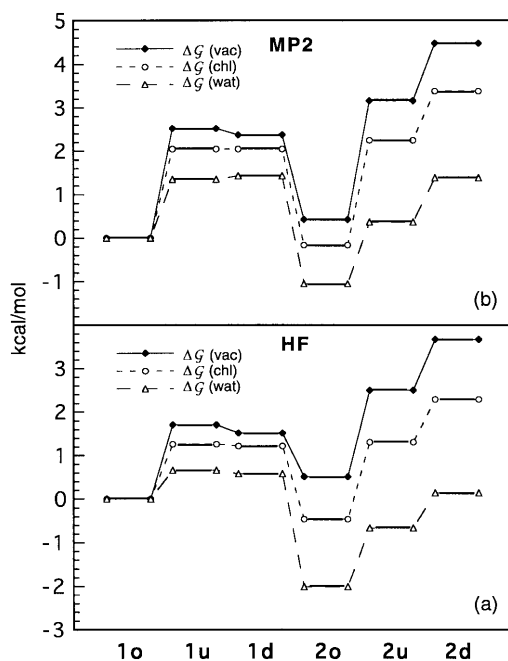 MP2
ΔG (vac)
ΔG (chl)
ΔG (wat)
5
4
3
2
1
0
-1
(b)
kcal/mol
HF
ΔG (vac)
ΔG (chl)
ΔG (wat)
3
2
1
0
-1
-2
-3
(a)
1o 1u 1d 2o 2u 2d